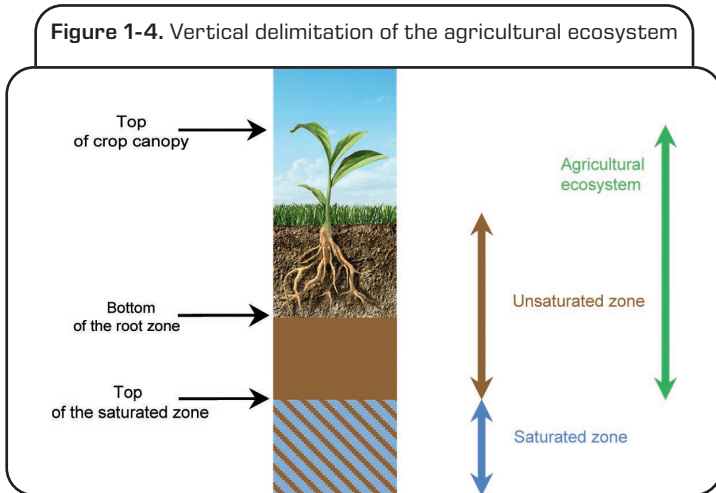 Figure 1-4. Vertical delimitation of the agricultural ecosystem
Top
of crop canopy
Agricultural
ecosystem
Unsaturated zone
Bottom
of the root zone
Top
of the saturated zone
Saturated zone